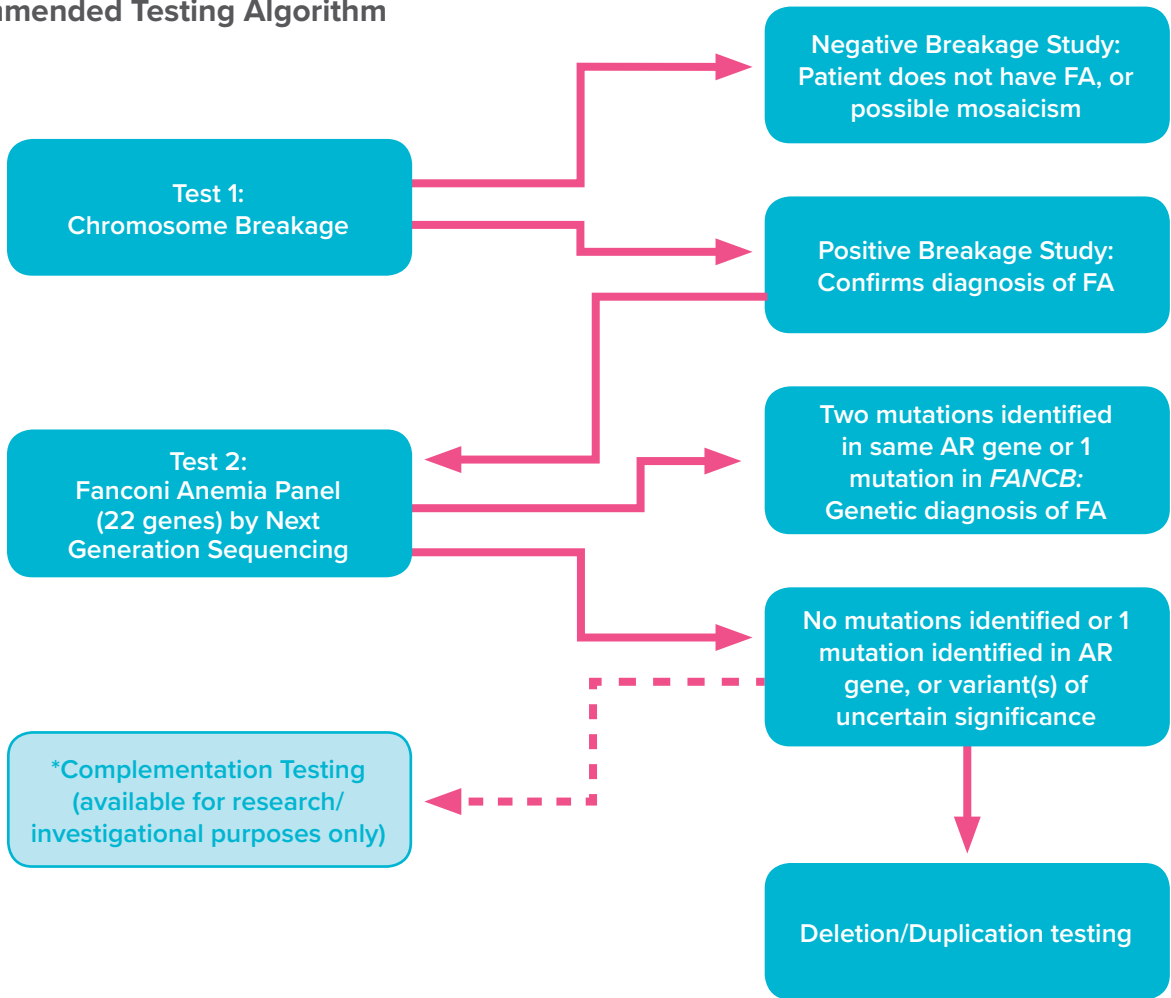 mmended Testing Algorithm
Negative Breakage Study:
Patient does not have FA, or
possible mosaicism
Test 1:
Chromosome Breakage
Positive Breakage Study:
Confirms diagnosis of FA
Two mutations identified
in same AR gene or 1
mutation in FANCB:
Genetic diagnosis of FA
Test 2:
Fanconi Anemia Panel
(22 genes) by Next
Generation Sequencing
No mutations identified or 1
mutation identified in AR
gene, or variant(s) of
uncertain significance
*Complementation Testing
(available for research/
investigational purposes only)
Deletion/Duplication testing